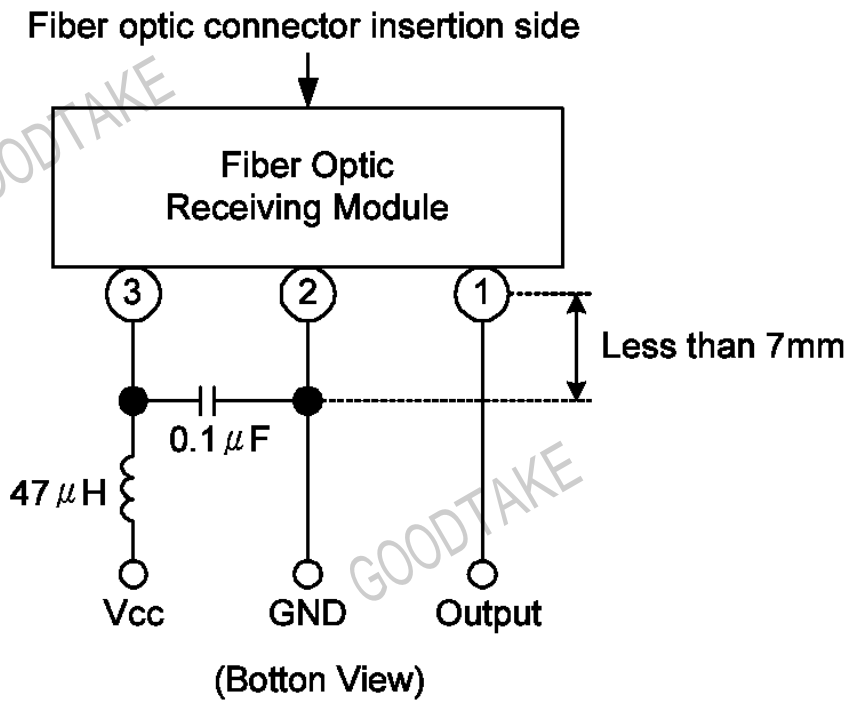 Fiber optic connector insertion side
GOODTAKE
Fiber Optic
Receiving Module
3
2
1
Less than 7mm
0.1μF
47μH
GOODTAKE
Vcc
GND
Output
(Botton View)